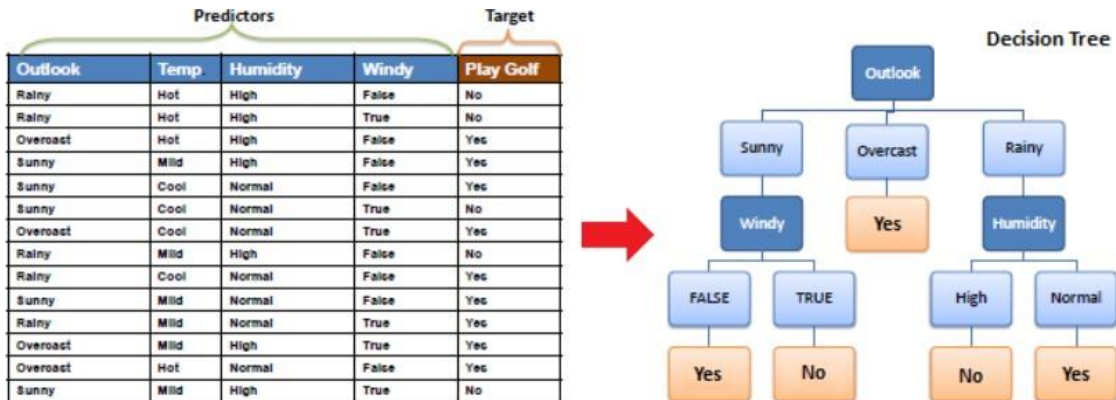 Predictors Target
Outlook Temp. Humidity Windy Play Golf
Rainy Hot High False No
Rainy Hot High True No
Overcast Hot High False Yes
Sunny Mild High False Yes
Sunny Cool Normal False Yes
Sunny Cool Normal True No
Overcast Cool Normal True Yes
Rainy Mild High False No
Rainy Cool Normal False Yes
Sunny Mild Normal False Yes
Rainy Mild Normal True Yes
Overcast Mild High True Yes
Overcast Hot Normal False Yes
Sunny Mild High True No
Decision Tree
Outlook
Sunny Overcast Rainy
Windy Yes Humidity
FALSE TRUE High Normal
Yes No No Yes